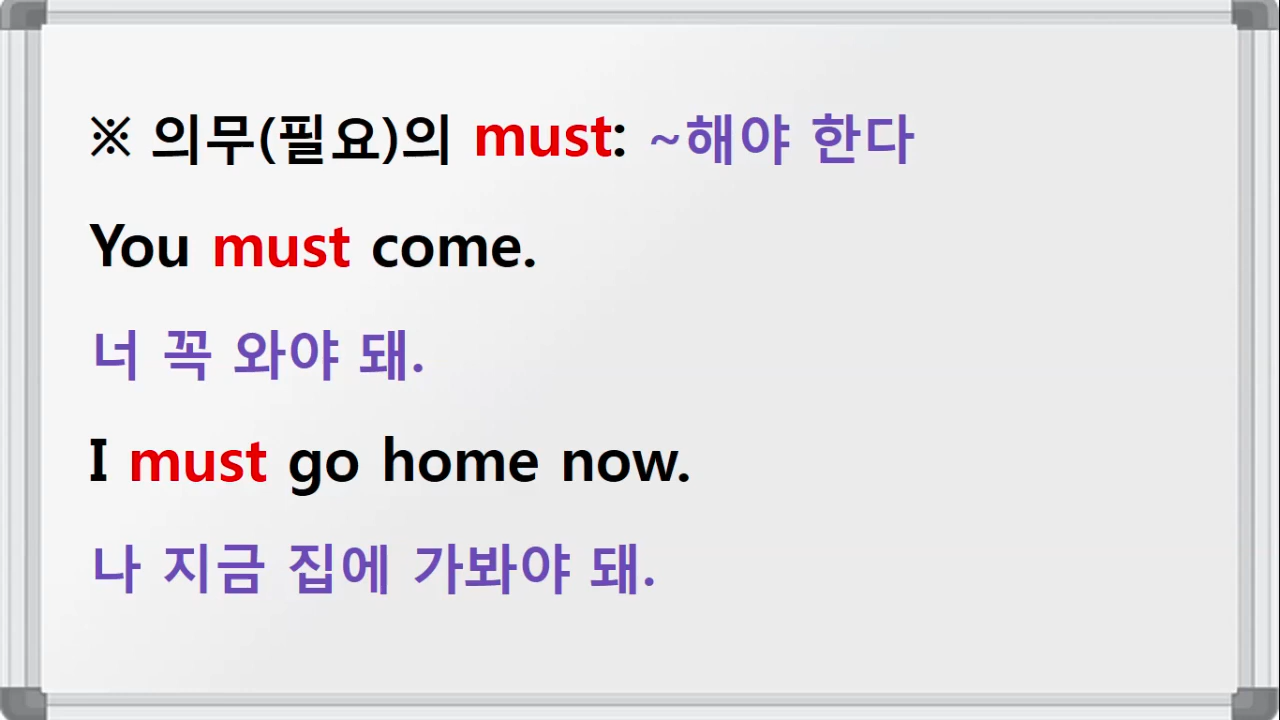 ※ 의무(필요)의 must: ~해야 한다
You must come.
너 꼭 와야 돼.
I must go home now.
나 지금 집에 가봐야 돼.